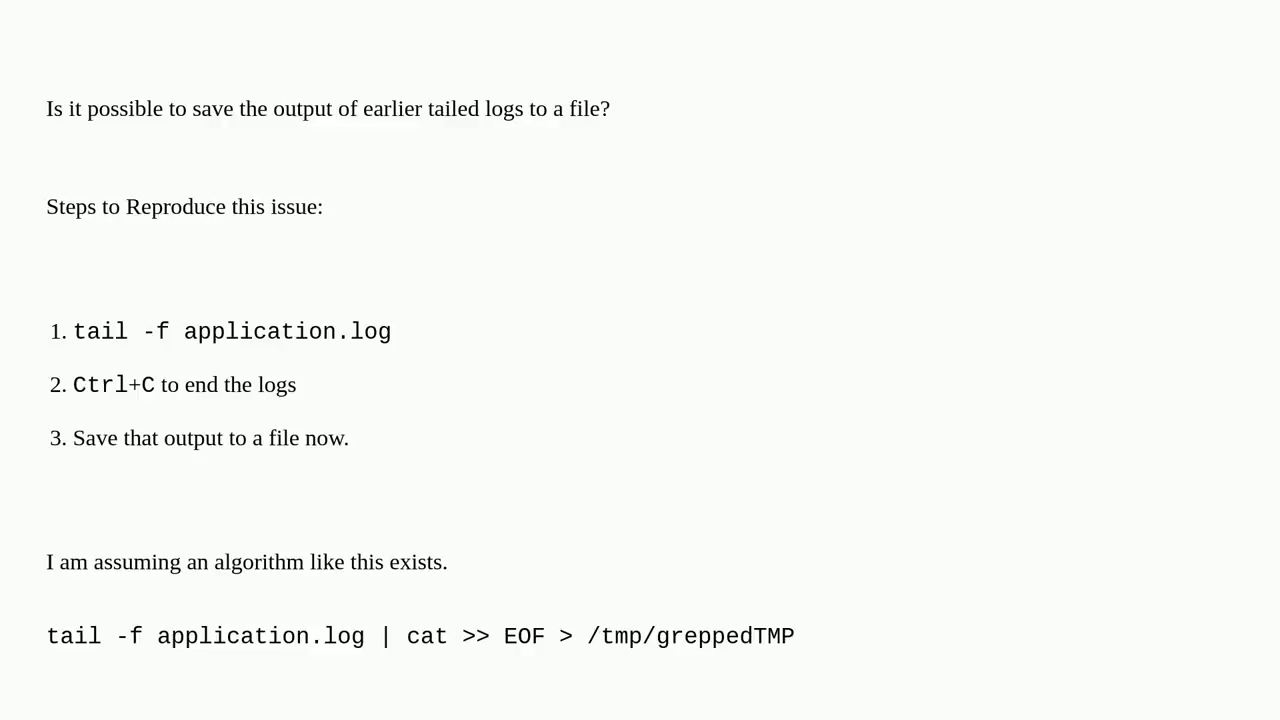 Is it possible to save the output of earlier tailed logs to a file?
Steps to Reproduce this issue:
1. tail -f application.log
2. Ctrl+C to end the logs
3. Save that output to a file now.
I am assuming an algorithm like this exists.
tail -f application.log | cat >> EOF > /tmp/greppedTMP